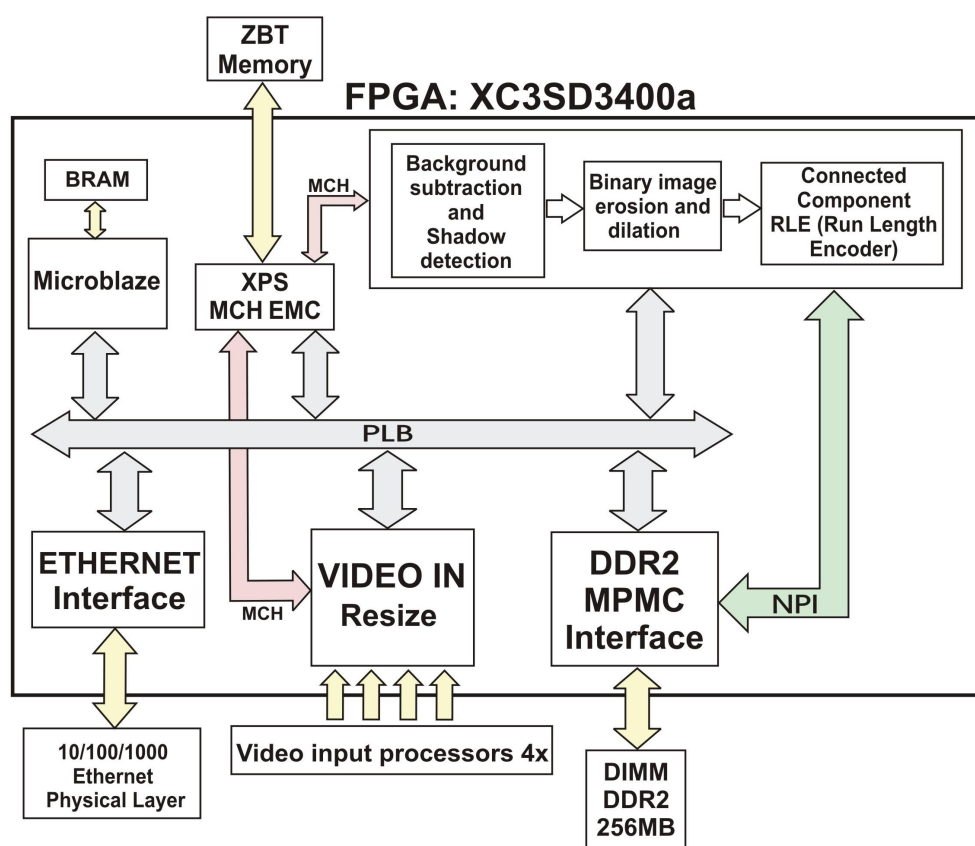 ZBT
Memory
FPGA: XC3SD3400a
BRAM
Microblaze
XPS
MCH EMC
MCH
Background
subtraction
and
Shadow
detection
Binary image
erosion and
dilation
Connected
Component
RLE (Run Length
Encoder)
PLB
ETHERNET
Interface
MCH
VIDEO IN
Resize
DDR2
MPMC
Interface
NPI
10/100/1000
Ethernet
Physical Layer
Video input processors 4x
DIMM
DDR2
256MB